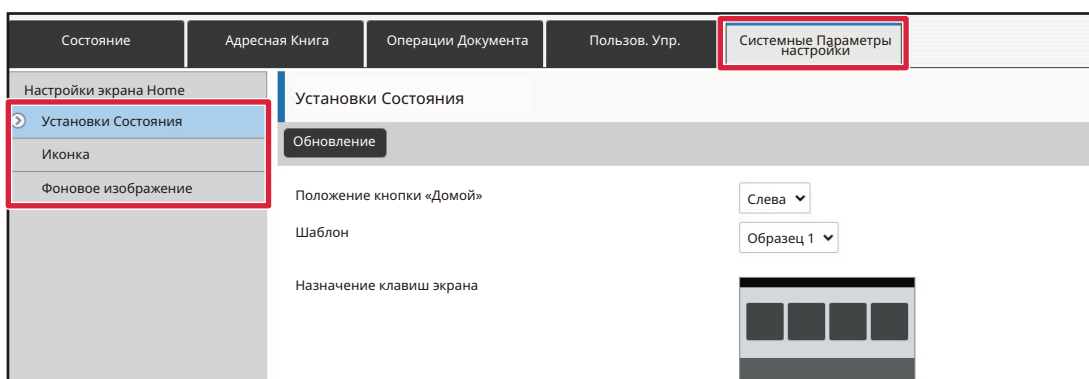 Состояние
Адресная Книга
Операции Документа
Пользов. Упр.
Системные Параметры
настройки
Настройки экрана Home
Установки Состояния
Иконка
Фоновое изображение
Установки Состояния
Обновление
Положение кнопки «Домой»
Слева
Шаблон
Образец 1
Назначение клавиш экрана